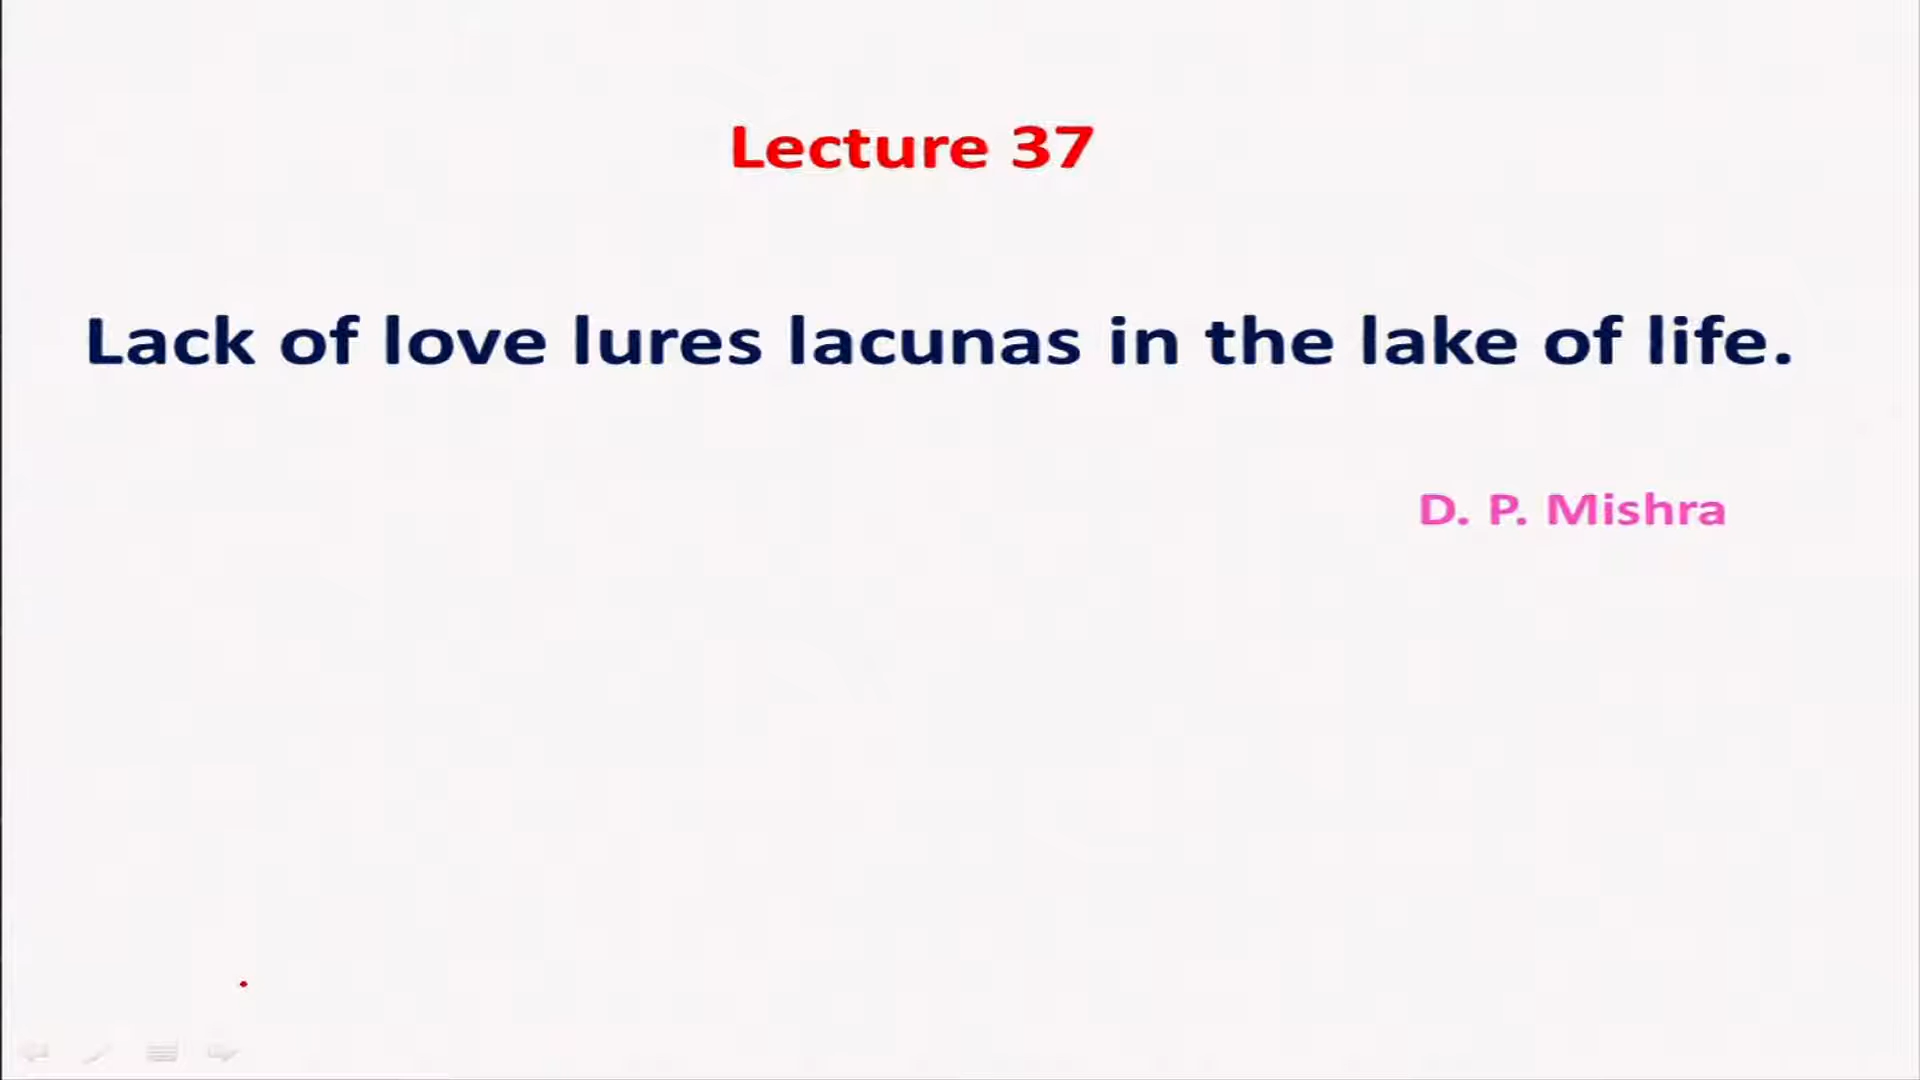 Lecture 37
Lack of love lures lacunas in the lake of life.
D. P. Mishra